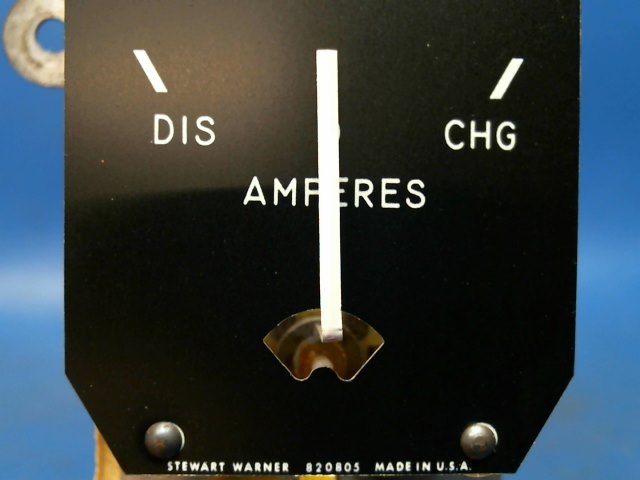 DIS CHG
AMPERES
STEWART WARNER 820805 MADE IN U.S.A.